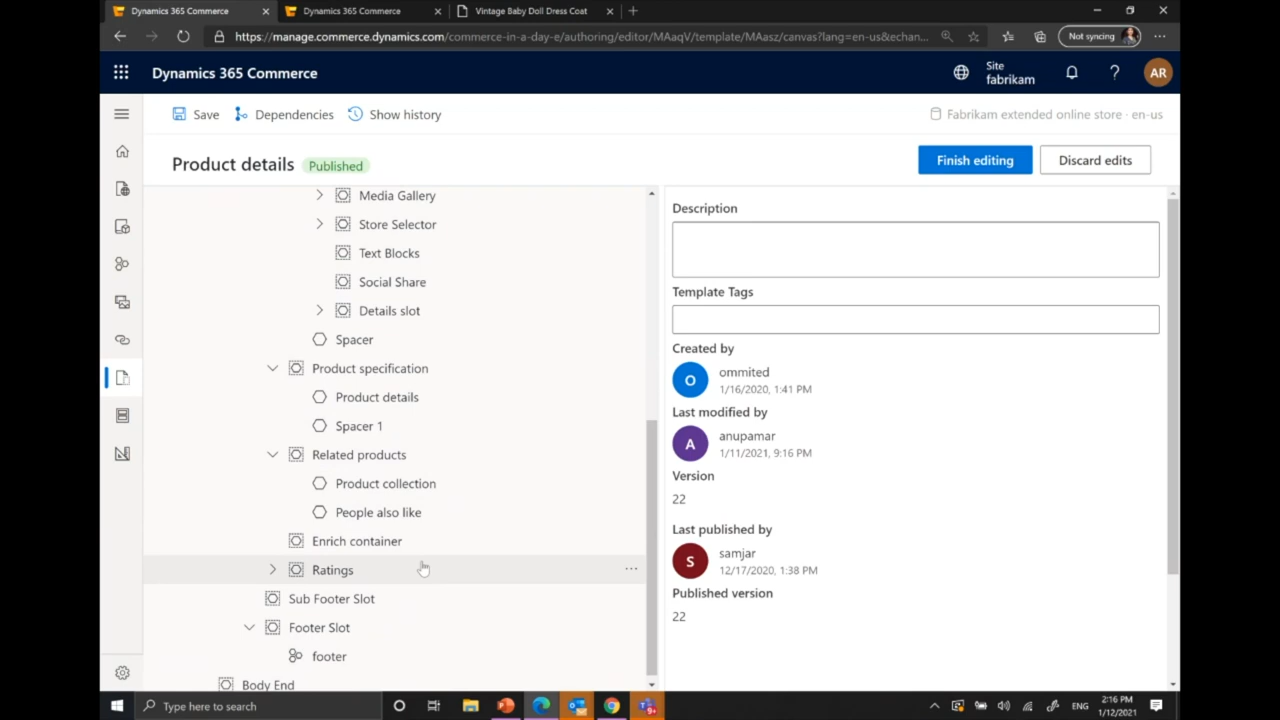 Dynamics 365 Commerce
Dynamics 365 Commerce
Vintage Baby Doll Dress Coat
https://manage.commerce.dynamics.com/commerce-in-a-day-e/authoring/editor/MAaqV/template/MAasz/canvas?lang=en-us&echan...
Not syncing
Dynamics 365 Commerce
Site
fabrikam
?
AR
Save
Dependencies
Show history
Fabrikam extended online store · en-us
Product details
Published
Finish editing
Discard edits
Media Gallery
Store Selector
Text Blocks
Social Share
Details slot
Spacer
Product specification
Product details
Spacer 1
Related products
Product collection
People also like
Enrich container
Ratings
Sub Footer Slot
Footer Slot
footer
Body End
Description
Template Tags
Created by
O
ommited
1/16/2020, 1:41 PM
Last modified by
A
anupamar
1/11/2021, 9:16 PM
Version
22
Last published by
S
samjar
12/17/2020, 1:38 PM
Published version
22
Type here to search
ENG
2:16 PM
1/12/2021